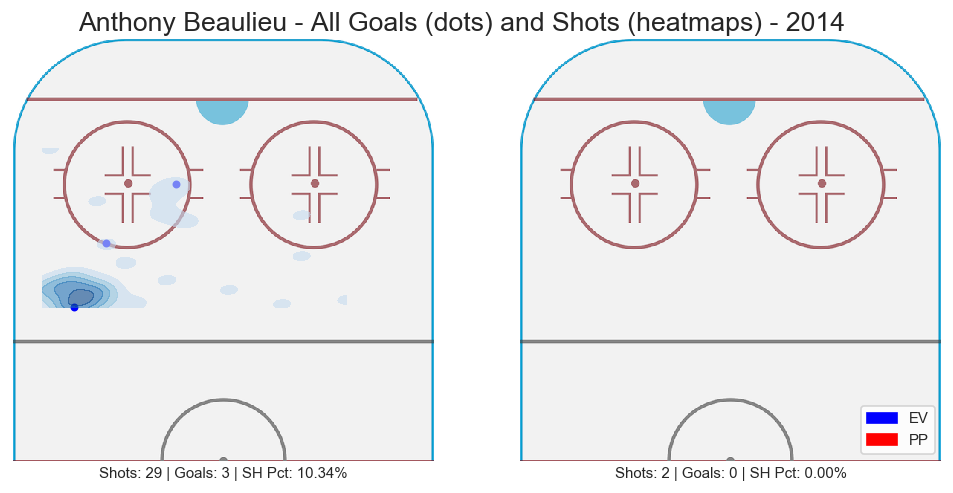 Anthony Beaulieu - All Goals (dots) and Shots (heatmaps) - 2014
EV
PP
Shots: 29 | Goals: 3 | SH Pct: 10.34%
Shots: 2 | Goals: 0 | SH Pct: 0.00%